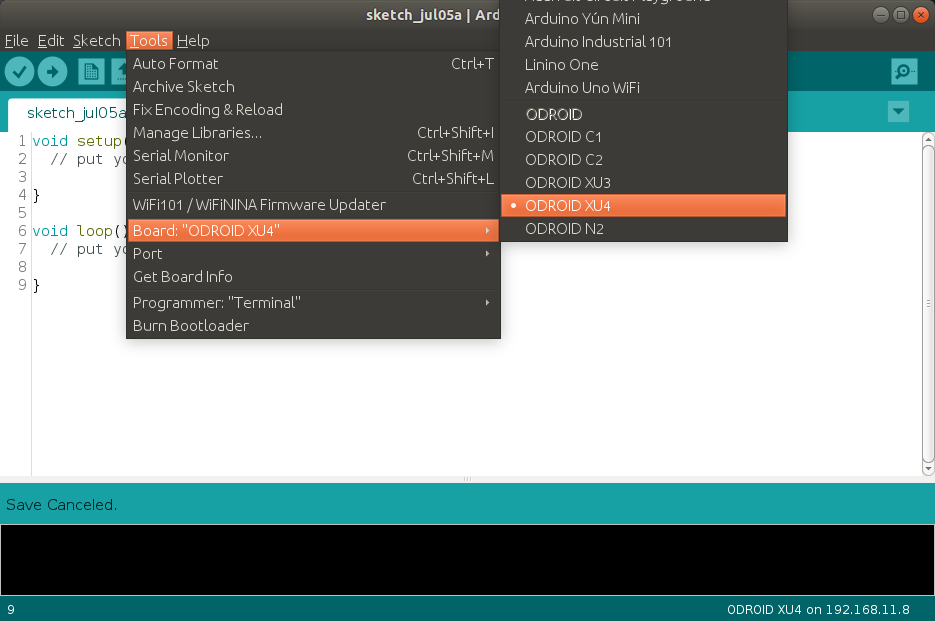 sketch_jul05a | Ard
File Edit Sketch Tools Help
sketch_jul05a
Auto Format Ctrl+T
Archive Sketch
Fix Encoding & Reload
Manage Libraries... Ctrl+Shift+I
Serial Monitor Ctrl+Shift+M
Serial Plotter Ctrl+Shift+L
WiFi101 / WiFiNINA Firmware Updater
Board: "ODROID XU4"
Port
Get Board Info
Programmer: "Terminal"
Burn Bootloader
Arduino Yún Mini
Arduino Industrial 101
Linino One
Arduino Uno WiFi
ODROID
ODROID C1
ODROID C2
ODROID XU3
ODROID XU4
ODROID N2
1 void setup(
2 // put yo
3
4 }
5
6 void loop()
7 // put yo
8
9 }
Save Canceled.
9 ODROID XU4 on 192.168.11.8